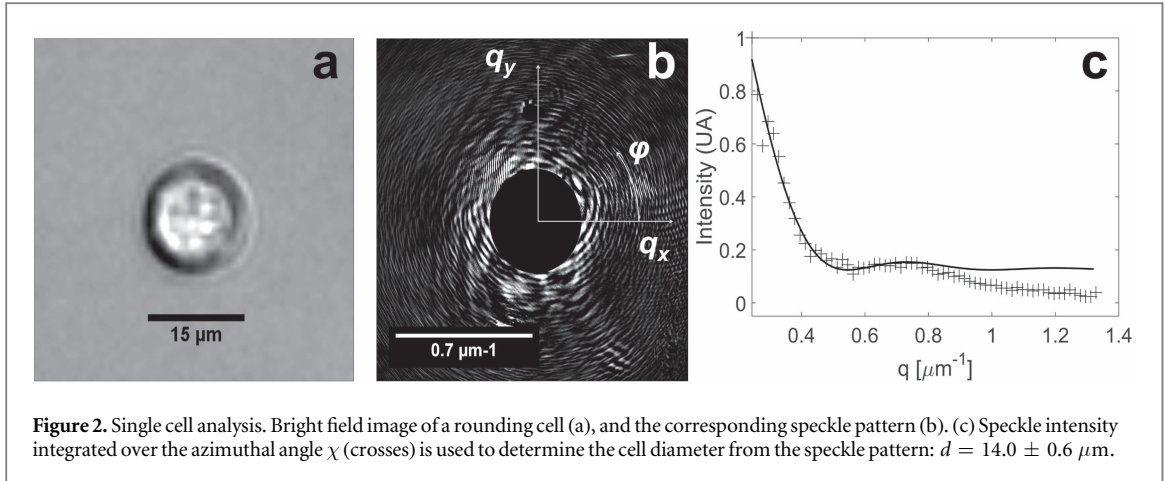 a
15 μm
b
q_y
φ
q_x
0.7 μm-1
c
1
0.8
0.6
0.4
0.2
0
Intensity (UA)
0.4 0.6 0.8 1 1.2 1.4
q [μm⁻¹]
Figure 2. Single cell analysis. Bright field image of a rounding cell (a), and the corresponding speckle pattern (b). (c) Speckle intensity
integrated over the azimuthal angle χ (crosses) is used to determine the cell diameter from the speckle pattern: d = 14.0 ± 0.6 μm.